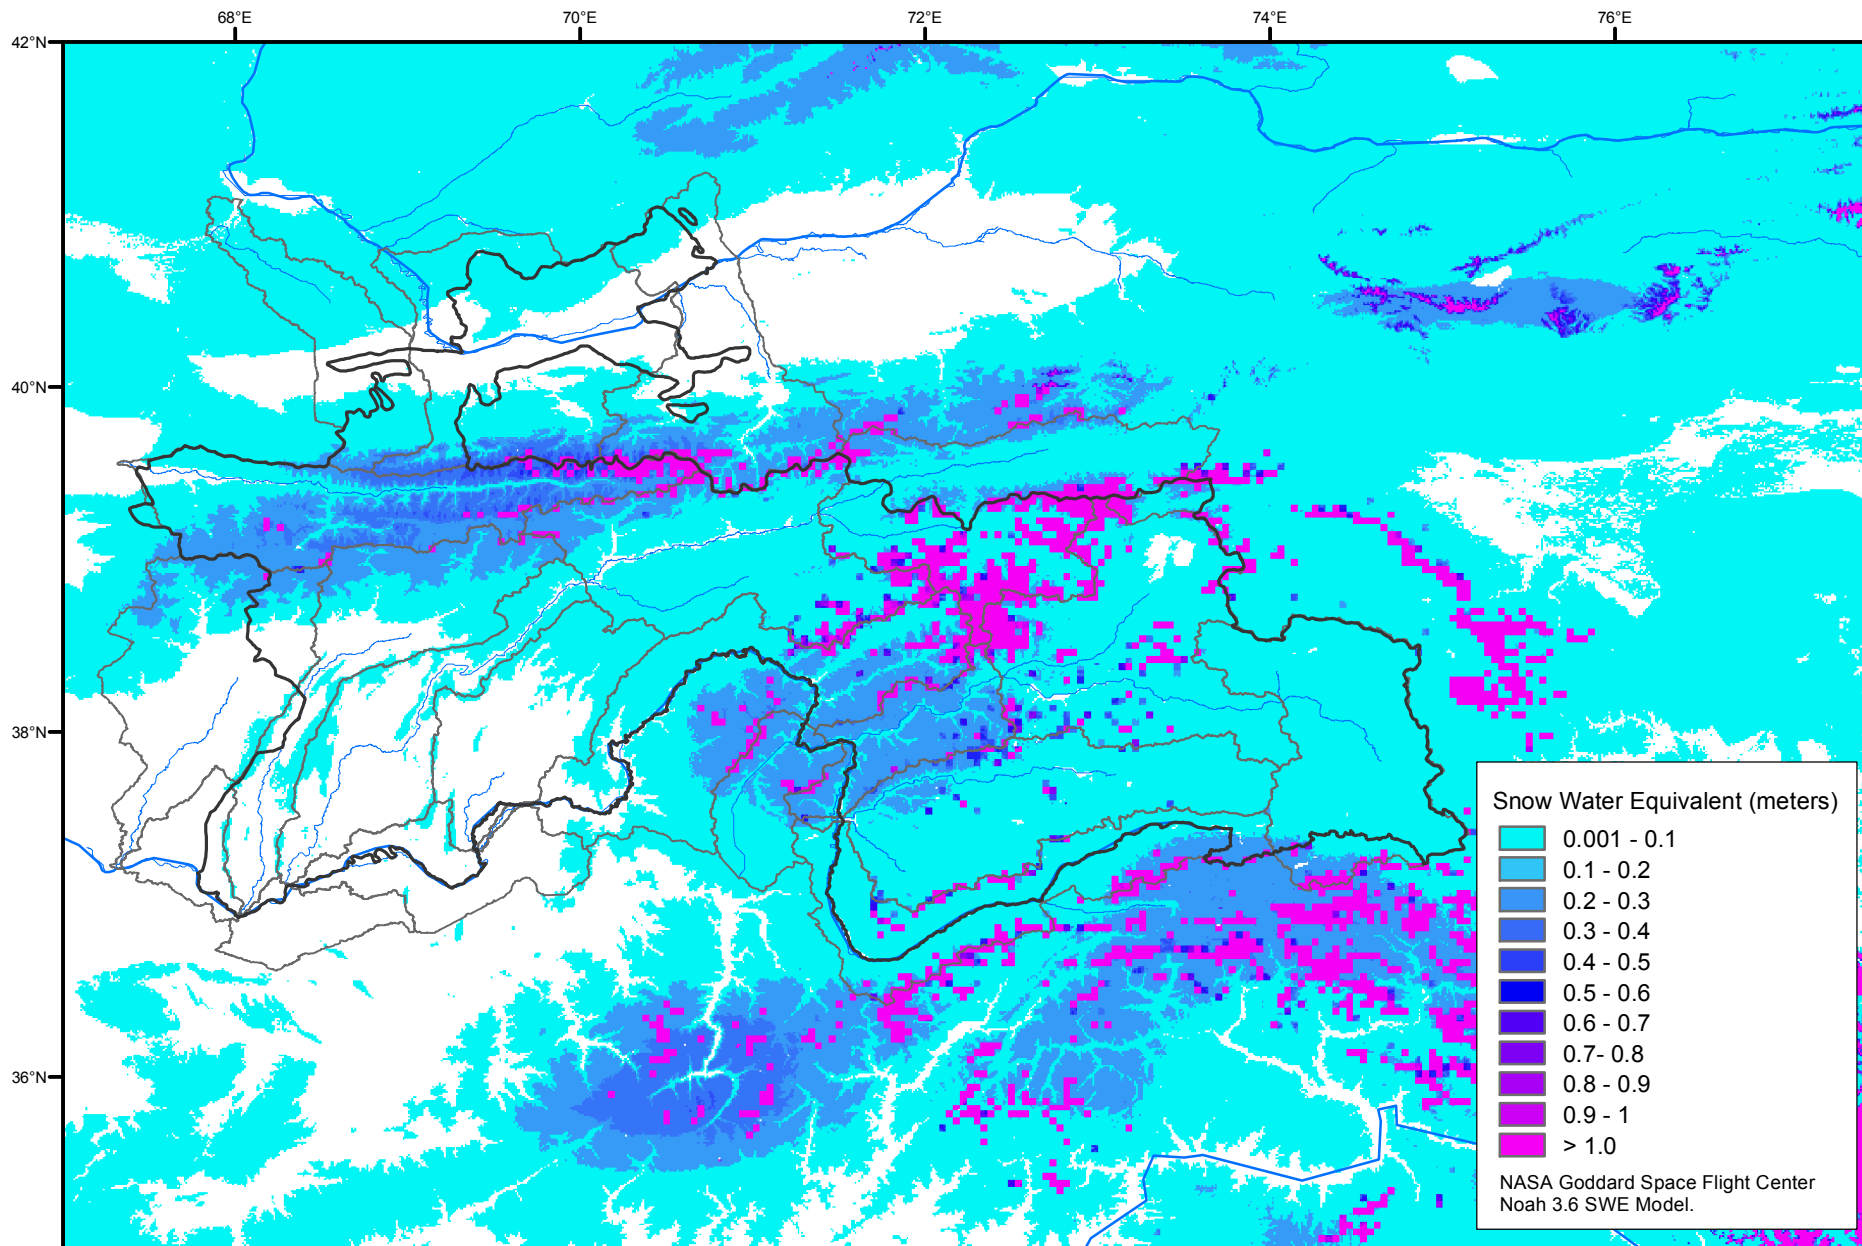 68°E
70°E
72°E
74°E
76°E
42°N
40°N
38°N
36°N
Snow Water Equivalent (meters)
0.001 - 0.1
0.1 - 0.2
0.2 - 0.3
0.3 - 0.4
0.4 - 0.5
0.5 - 0.6
0.6 - 0.7
0.7- 0.8
0.8 - 0.9
0.9 - 1
> 1.0
NASA Goddard Space Flight Center
Noah 3.6 SWE Model.